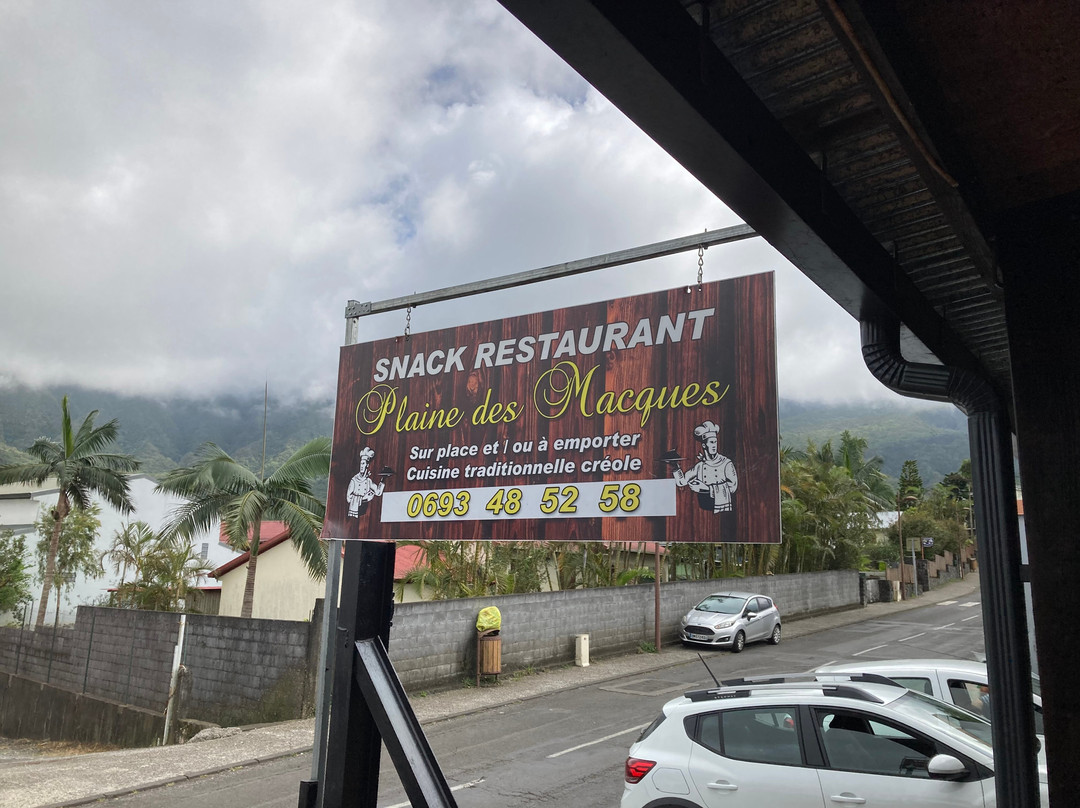 SNACK RESTAURANT
Plaine des Macques
Sur place et / ou à emporter
Cuisine traditionnelle créole
0693 48 52 58